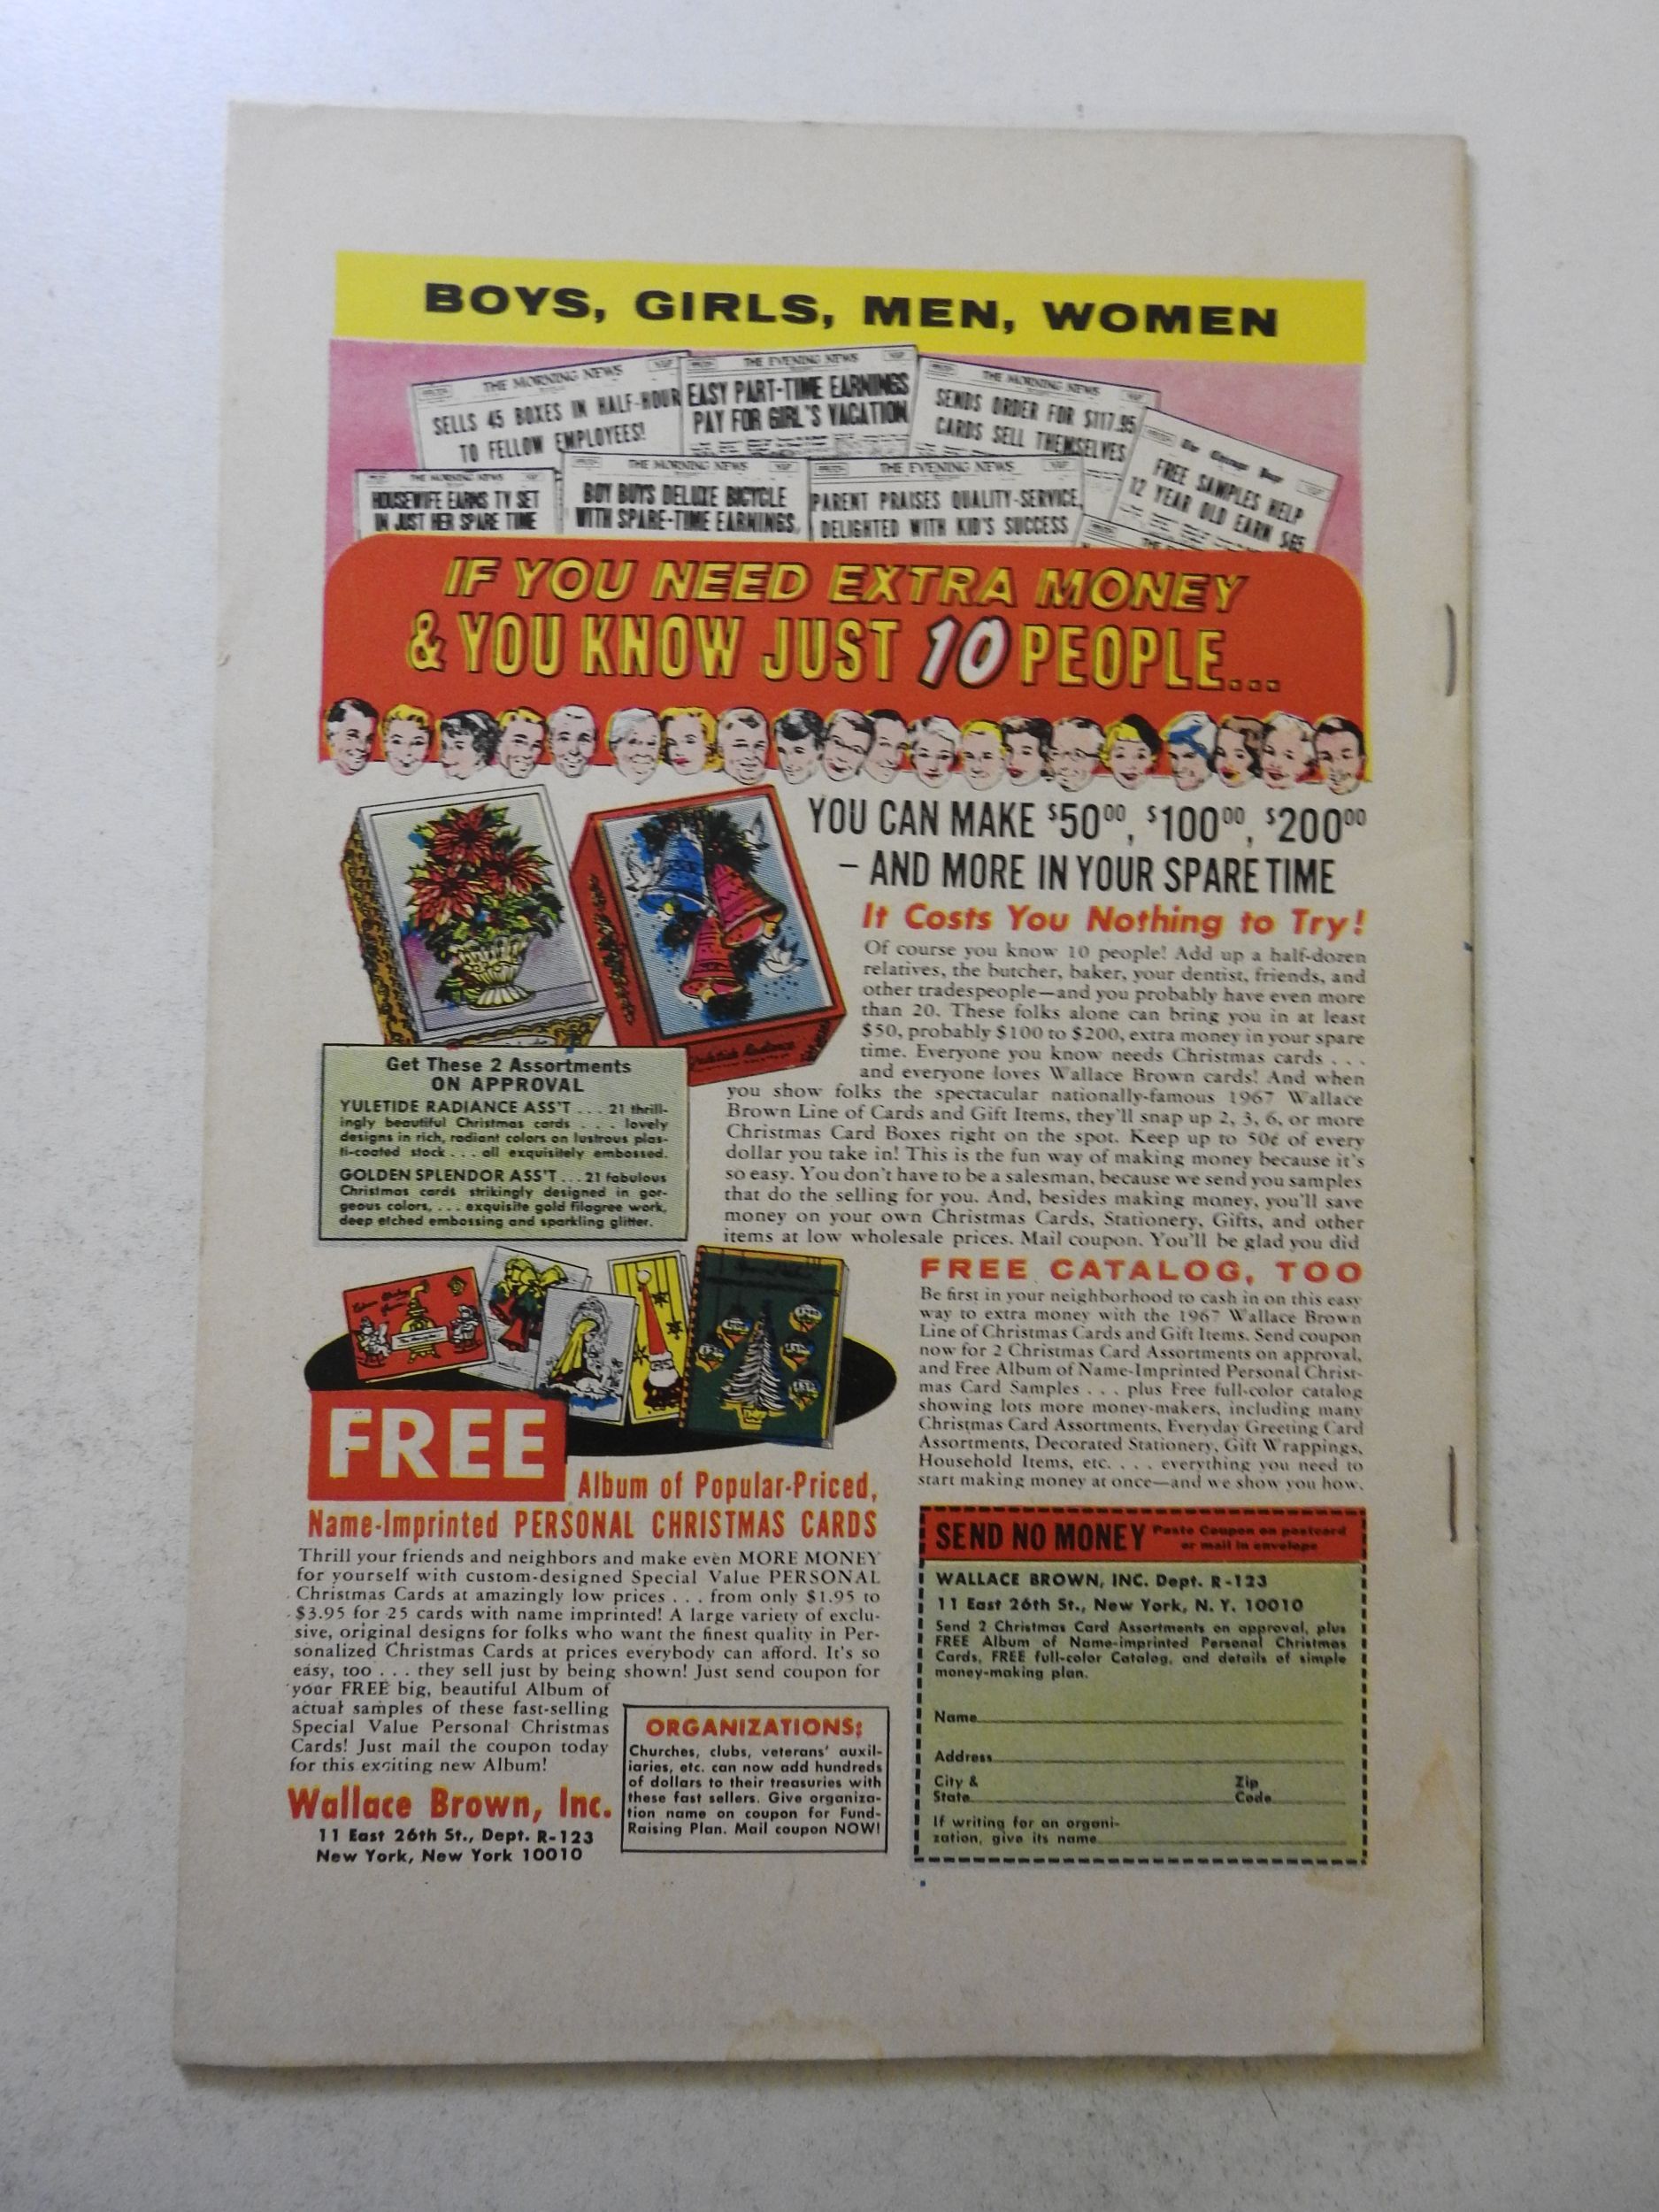 BOYS, GIRLS, MEN, WOMEN
THE MORNING NEWS
SELLS 45 BOXES IN HALF-HOUR
TO FELLOW EMPLOYEES!
THE EVENING NEWS
EASY PART-TIME EARNINGS
PAY FOR GIRL'S VACATION
THE MORNING NEWS
SENDS ORDER FOR $117.95
CARDS SELL THEMSELVES
THE MORNING NEWS
HOUSEWIFE EARNS TV SET
IN JUST HER SPARE TIME
THE MORNING NEWS
BOY BUYS DELUXE BICYCLE
WITH SPARE-TIME EARNINGS,
THE EVENING NEWS
PARENT PRAISES QUALITY-SERVICE,
DELIGHTED WITH KID'S SUCCESS
FREE SAMPLES HELP
12 YEAR OLD EARN $65
IF YOU NEED EXTRA MONEY
& YOU KNOW JUST 10 PEOPLE...
YOU CAN MAKE $50.00, $100.00, $200.00
– AND MORE IN YOUR SPARE TIME
It Costs You Nothing to Try!
Of course you know 10 people! Add up a half-dozen
relatives, the butcher, baker, your dentist, friends, and
other tradespeople—and you probably have even more
than 20. These folks alone can bring you in at least
$50, probably $100 to $200, extra money in your spare
time. Everyone you know needs Christmas cards . . .
and everyone loves Wallace Brown cards! And when
you show folks the spectacular nationally-famous 1967 Wallace
Brown Line of Cards and Gift Items, they'll snap up 2, 3, 6, or more
Christmas Card Boxes right on the spot. Keep up to 50¢ of every
dollar you take in! This is the fun way of making money because it's
so easy. You don't have to be a salesman, because we send you samples
that do the selling for you. And, besides making money, you'll save
money on your own Christmas Cards, Stationery, Gifts, and other
items at low wholesale prices. Mail coupon. You'll be glad you did
Yuletide Radiance
Get These 2 Assortments
ON APPROVAL
YULETIDE RADIANCE ASS'T . . . 21 thrill-
ingly beautiful Christmas cards . . . lovely
designs in rich, radiant colors on lustrous plas-
ti-coated stock . . . all exquisitely embossed.
GOLDEN SPLENDOR ASS'T . . . 21 fabulous
Christmas cards strikingly designed in gor-
geous colors, . . . exquisite gold filagree work,
deep etched embossing and sparkling glitter.
FREE CATALOG, TOO
Be first in your neighborhood to cash in on this easy
way to extra money with the 1967 Wallace Brown
Line of Christmas Cards and Gift Items. Send coupon
now for 2 Christmas Card Assortments on approval,
and Free Album of Name-Imprinted Personal Christ-
mas Card Samples . . . plus Free full-color catalog
showing lots more money-makers, including many
Christmas Card Assortments, Everyday Greeting Card
Assortments, Decorated Stationery, Gift Wrappings,
Household Items, etc. . . . everything you need to
start making money at once—and we show you how.
FREE
Album of Popular-Priced,
Name-Imprinted PERSONAL CHRISTMAS CARDS
Thrill your friends and neighbors and make even MORE MONEY
for yourself with custom-designed Special Value PERSONAL
Christmas Cards at amazingly low prices . . . from only $1.95 to
$3.95 for 25 cards with name imprinted! A large variety of exclu-
sive, original designs for folks who want the finest quality in Per-
sonalized Christmas Cards at prices everybody can afford. It's so
easy, too . . . they sell just by being shown! Just send coupon for
your FREE big, beautiful Album of
actual samples of these fast-selling
Special Value Personal Christmas
Cards! Just mail the coupon today
for this exciting new Album!
Wallace Brown, Inc.
11 East 26th St., Dept. R-123
New York, New York 10010
ORGANIZATIONS:
Churches, clubs, veterans' auxil-
iaries, etc. can now add hundreds
of dollars to their treasuries with
these fast sellers. Give organiza-
tion name on coupon for Fund-
Raising Plan. Mail coupon NOW!
SEND NO MONEY Paste Coupon on postcard
or mail in envelope
WALLACE BROWN, INC. Dept. R-123
11 East 26th St., New York, N. Y. 10010
Send 2 Christmas Card Assortments on approval, plus
FREE Album of Name-imprinted Personal Christmas
Cards, FREE full-color Catalog, and details of simple
money-making plan.
Name
Address
City & State
Zip Code
If writing for an organi-
zation, give its name